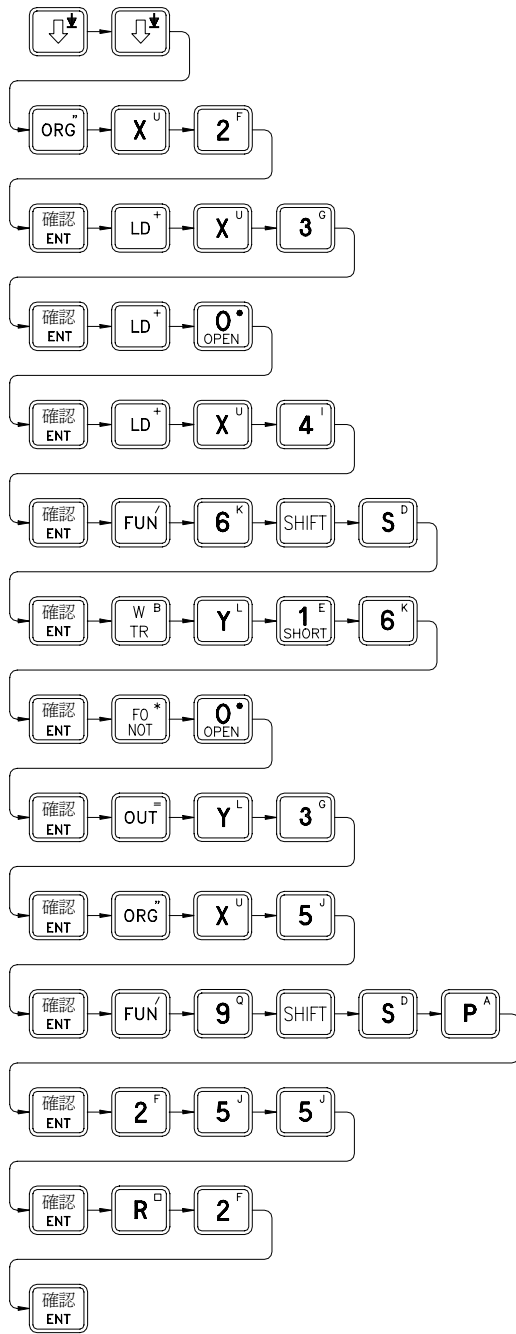 ORG " X U 2 F
確認 ENT LD + X U 3 G
確認 ENT LD + 0 • OPEN
確認 ENT LD + X U 4 I
確認 ENT FUN / 6 K SHIFT S D
確認 ENT W B TR Y L 1 E SHORT 6 K
確認 ENT FO * NOT 0 • OPEN
確認 ENT OUT = Y L 3 G
確認 ENT ORG " X U 5 J
確認 ENT FUN / 9 Q SHIFT S D P A
確認 ENT 2 F 5 J 5 J
確認 ENT R □ 2 F
確認 ENT